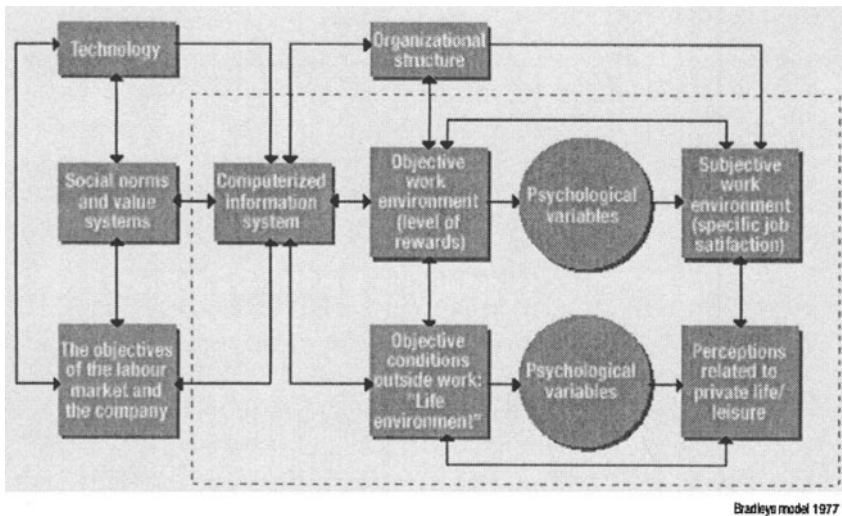 Technology
Organizational
structure
Social norms
and value
systems
Computerized
information
system
Objective
work
environment
(level of
rewards)
Psychological
variables
Subjective
work
environment
(specific job
satifaction)
The objectives
of the labour
market and
the company
Objective
conditions
outside work:
"Life
environment"
Psychological
variables
Perceptions
related to
private life/
leisure
Bradleys model 1977